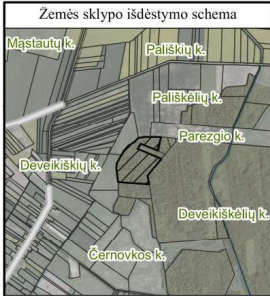 Žemės sklypo išdėstymo schema
Mąstautų k.
Pališkių k.
Pališkėlių k.
Parezgio k.
Deveikiškių k.
Deveikiškėlių k.
Černovkos k.